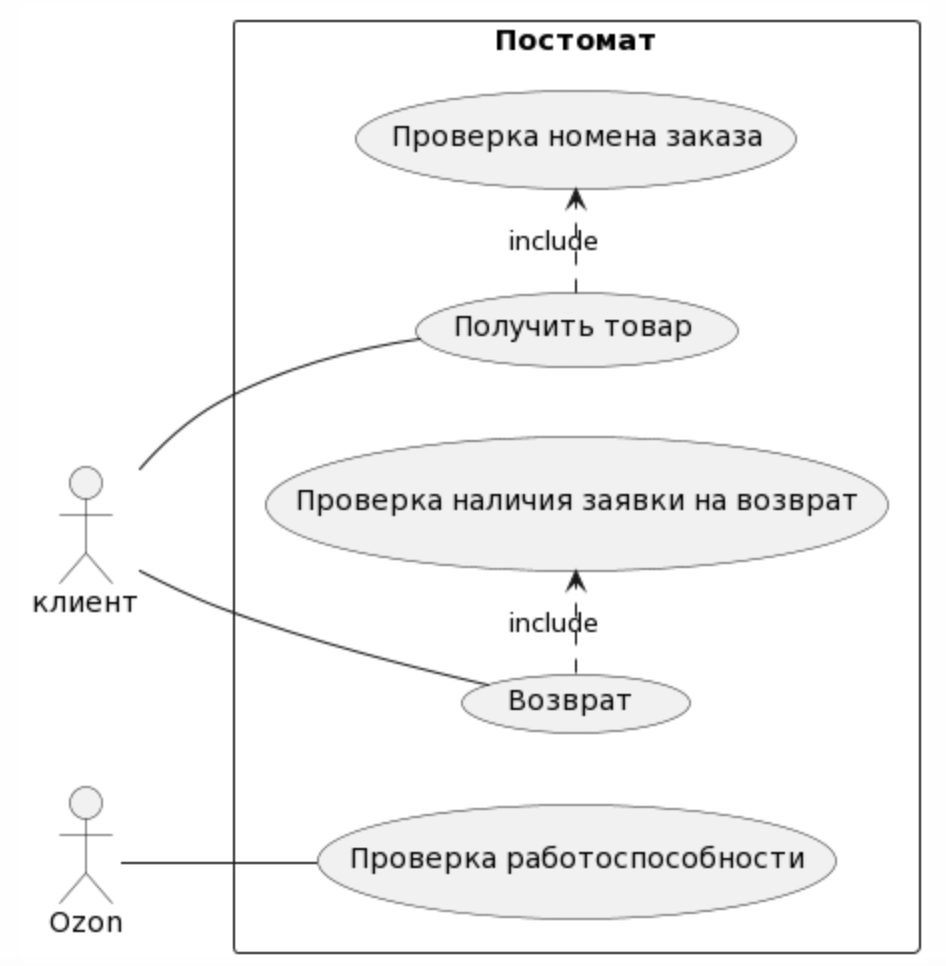 Постомат
Проверка номена заказа
include
Получить товар
Проверка наличия заявки на возврат
клиент
include
Возврат
Проверка работоспособности
Ozon